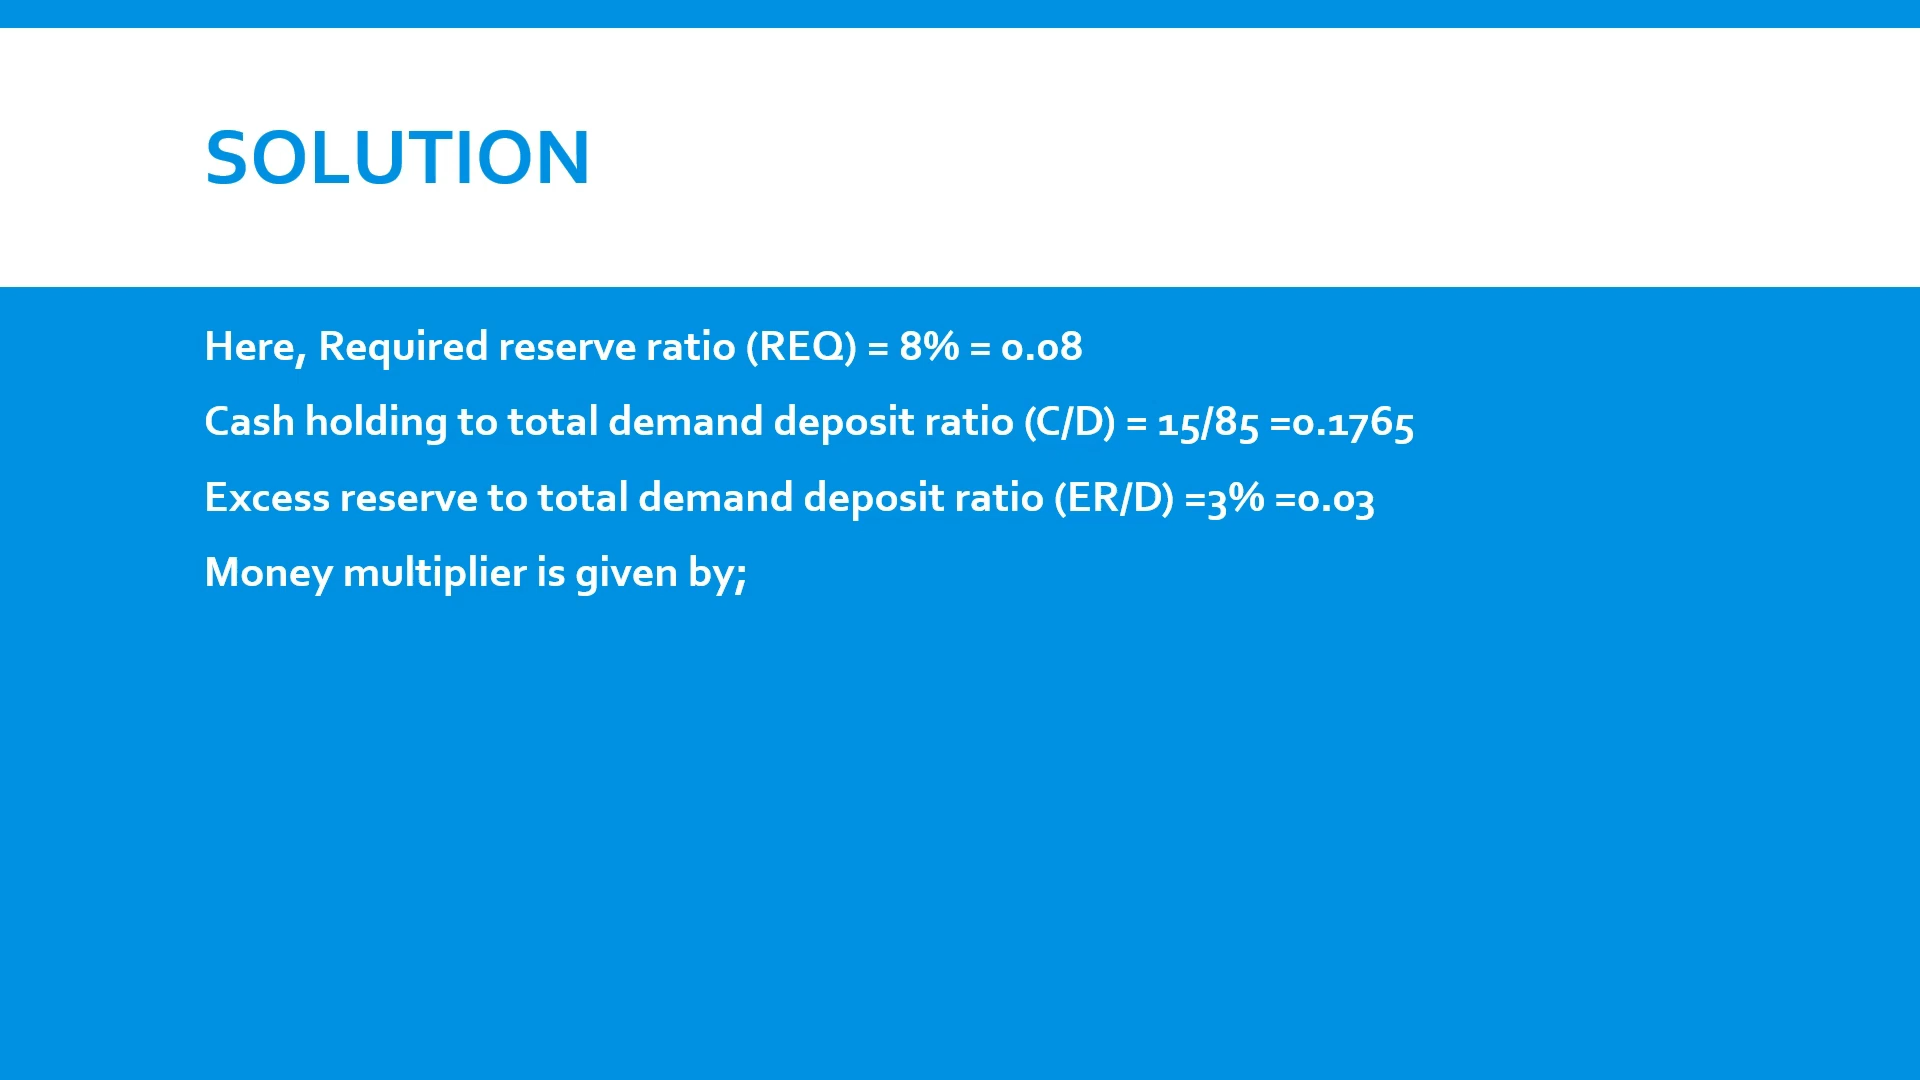 SOLUTION
Here, Required reserve ratio (REQ) = 8% = 0.08
Cash holding to total demand deposit ratio (C/D) = 15/85 =0.1765
Excess reserve to total demand deposit ratio (ER/D) =3% =0.03
Money multiplier is given by;